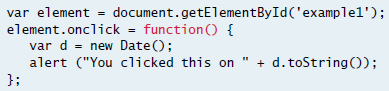 var element = document.getElementById('example1');
element.onclick = function() {
   var d = new Date();
   alert ("You clicked this on " + d.toString());
};